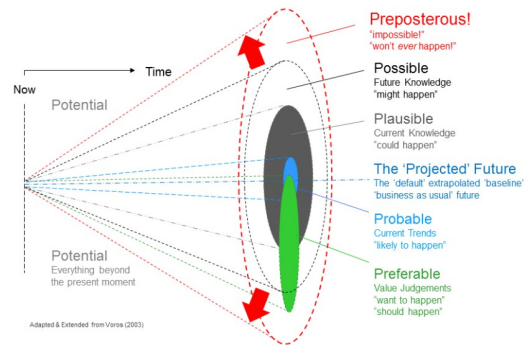 Preposterous!
"impossible!"
"won't ever happen!"
Time
Now
Potential
Possible
Future Knowledge
"might happen"
Plausible
Current Knowledge
"could happen"
The 'Projected' Future
The 'default' extrapolated 'baseline'
'business as usual' future
Probable
Current Trends
"likely to happen"
Potential
Everything beyond
the present moment
Preferable
Value Judgements
"want to happen"
"should happen"
Adapted & Extended from Voros (2003)